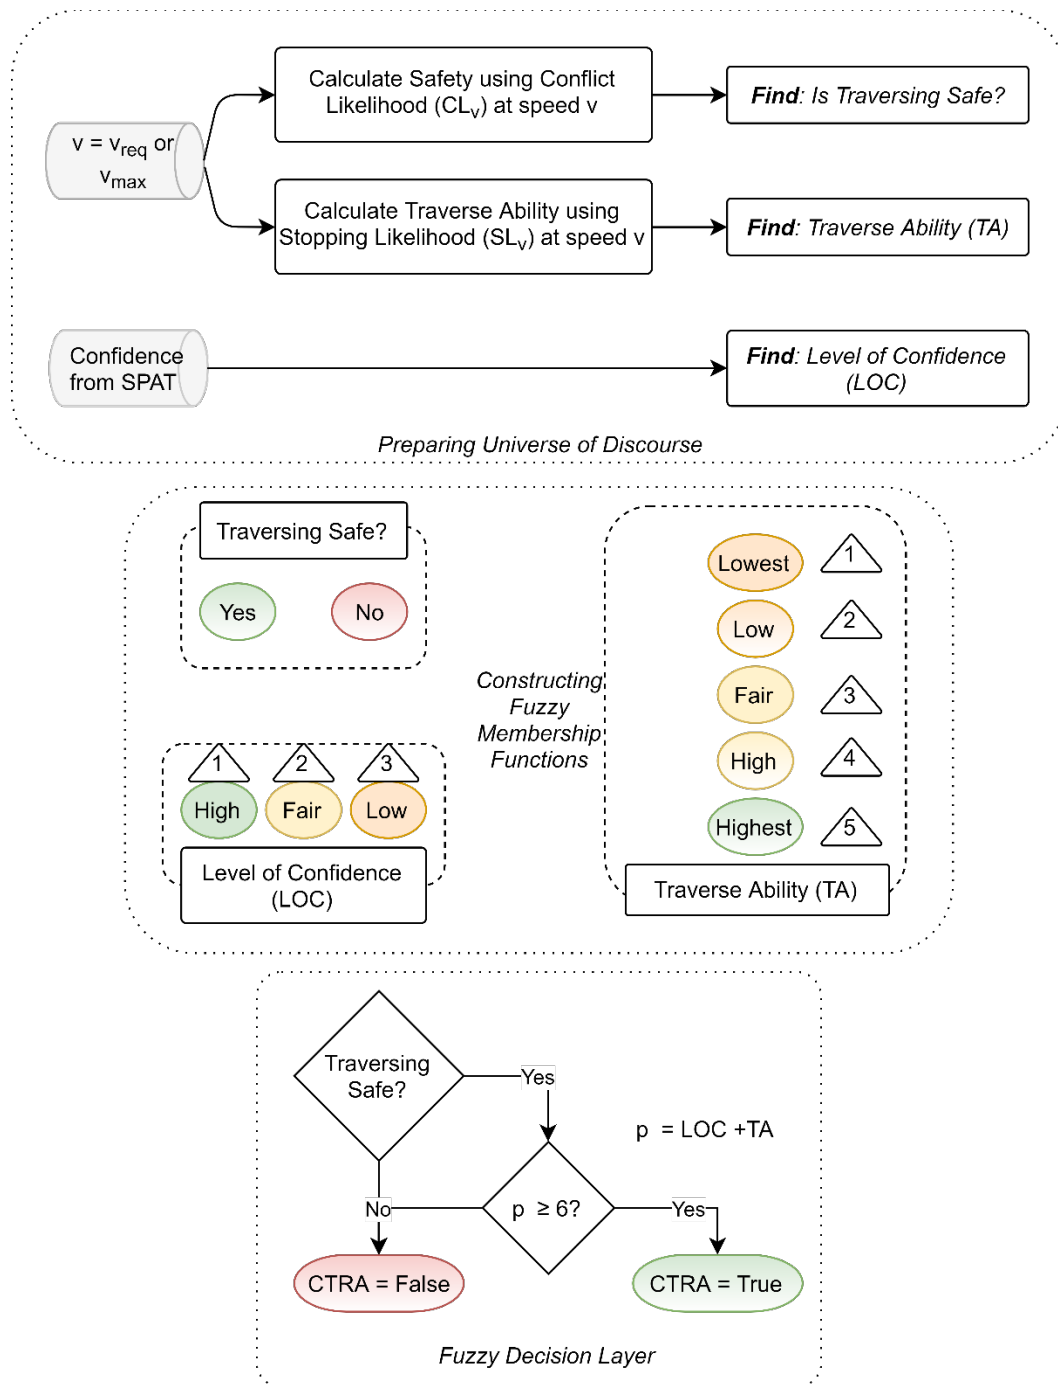 Calculate Safety using Conflict
Likelihood (CLv) at speed v
Find: Is Traversing Safe?
v = vreq or
vmax
Calculate Traverse Ability using
Stopping Likelihood (SLv) at speed v
Find: Traverse Ability (TA)
Confidence
from SPAT
Find: Level of Confidence
(LOC)
Preparing Universe of Discourse
Traversing Safe?
Yes
No
Constructing
Fuzzy
Membership
Functions
1
2
3
High
Fair
Low
Level of Confidence
(LOC)
Lowest
1
Low
2
Fair
3
High
4
Highest
5
Traverse Ability (TA)
Traversing
Safe?
Yes
p = LOC +TA
No
p ≥ 6?
Yes
CTRA = False
CTRA = True
Fuzzy Decision Layer